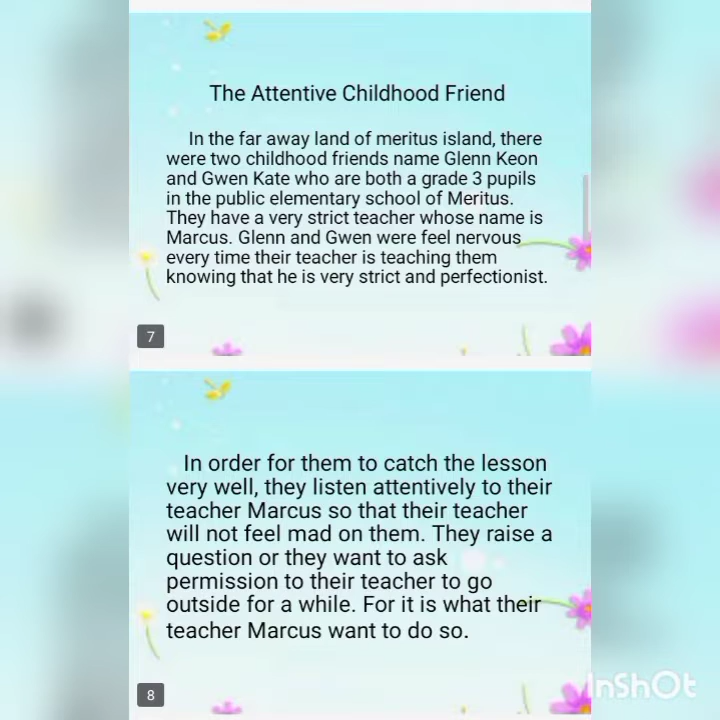 The Attentive Childhood Friend
In the far away land of meritus island, there
were two childhood friends name Glenn Keon
and Gwen Kate who are both a grade 3 pupils
in the public elementary school of Meritus.
They have a very strict teacher whose name is
Marcus. Glenn and Gwen were feel nervous
every time their teacher is teaching them
knowing that he is very strict and perfectionist.
7
In order for them to catch the lesson
very well, they listen attentively to their
teacher Marcus so that their teacher
will not feel mad on them. They raise a
question or they want to ask
permission to their teacher to go
outside for a while. For it is what their
teacher Marcus want to do so.
8
InShOt